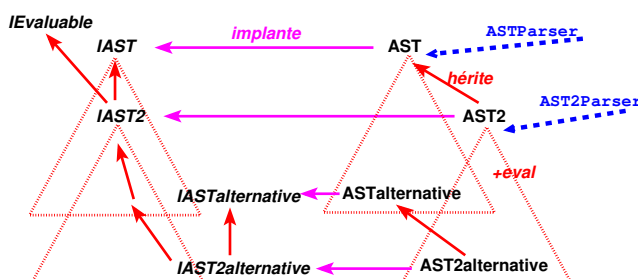 IEvaluable
ASTParser
IAST
implante
AST
hérite
AST2Parser
IAST2
AST2
+eval
IASTalternative
ASTalternative
IAST2alternative
AST2alternative